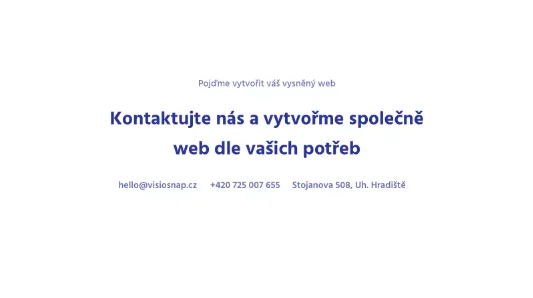 Pojďme vytvořit váš vysněný web
Kontaktujte nás a vytvořme společně
web dle vašich potřeb
hello@visiosnap.cz +420 725 007 655 Stojanova 508, Uh. Hradiště